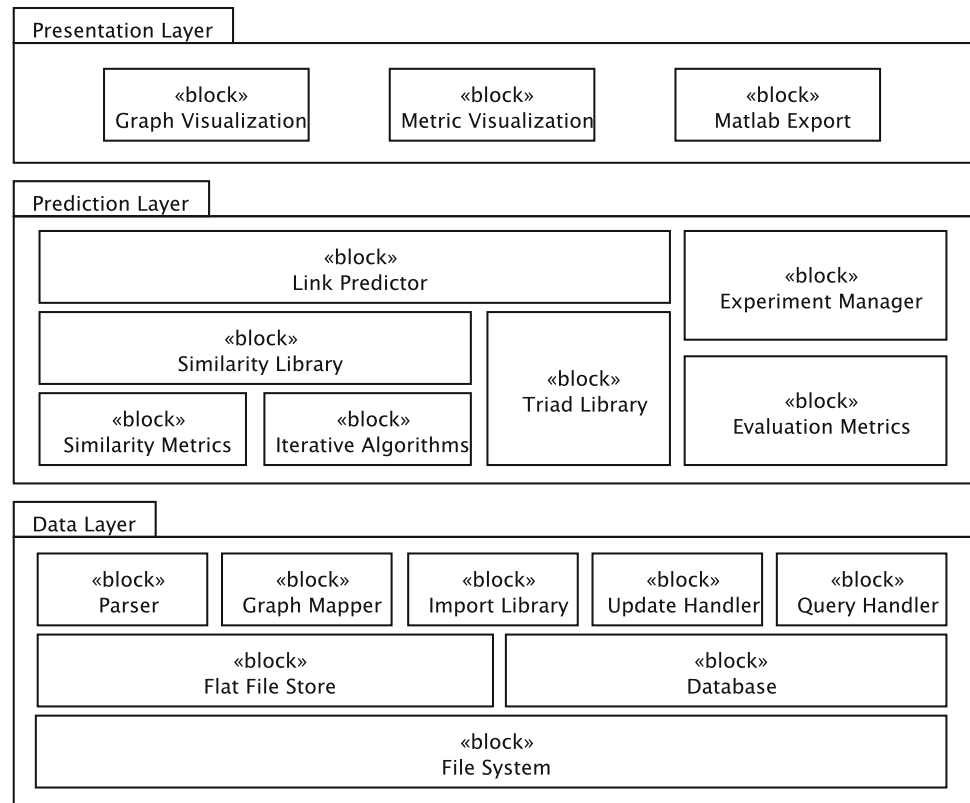 Presentation Layer
«block» «block» «block»
Graph Visualization Metric Visualization Matlab Export
Prediction Layer
«block»
Link Predictor
«block»
Experiment Manager
«block»
Similarity Library
«block»
Triad Library
«block»
Evaluation Metrics
«block» «block»
Similarity Metrics Iterative Algorithms
Data Layer
«block» «block» «block» «block» «block»
Parser Graph Mapper Import Library Update Handler Query Handler
«block» «block»
Flat File Store Database
«block»
File System